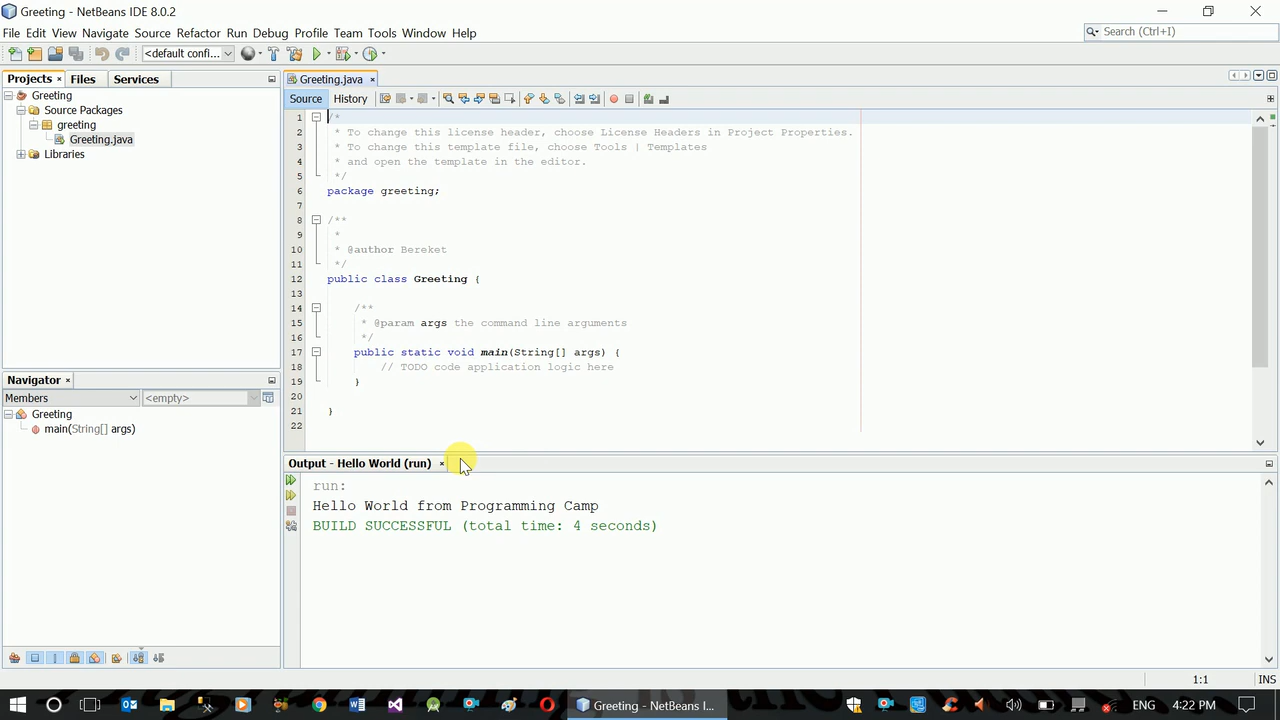 Greeting - NetBeans IDE 8.0.2
File Edit View Navigate Source Refactor Run Debug Profile Team Tools Window Help
Search (Ctrl+I)
<default confi...
Projects Files Services
Greeting
Source Packages
greeting
Greeting.java
Libraries
Greeting.java
Source History
1 /*
2 * To change this license header, choose License Headers in Project Properties.
3 * To change this template file, choose Tools | Templates
4 * and open the template in the editor.
5 */
6 package greeting;
7
8 /**
9 *
10 * @author Bereket
11 */
12 public class Greeting {
13
14 /**
15 * @param args the command line arguments
16 */
17 public static void main(String[] args) {
18 // TODO code application logic here
19 }
20
21 }
22
Navigator
Members <empty>
Greeting
main(String[] args)
Output - Hello World (run)
run:
Hello World from Programming Camp
BUILD SUCCESSFUL (total time: 4 seconds)
1:1 INS
Greeting - NetBeans I...
ENG 4:22 PM